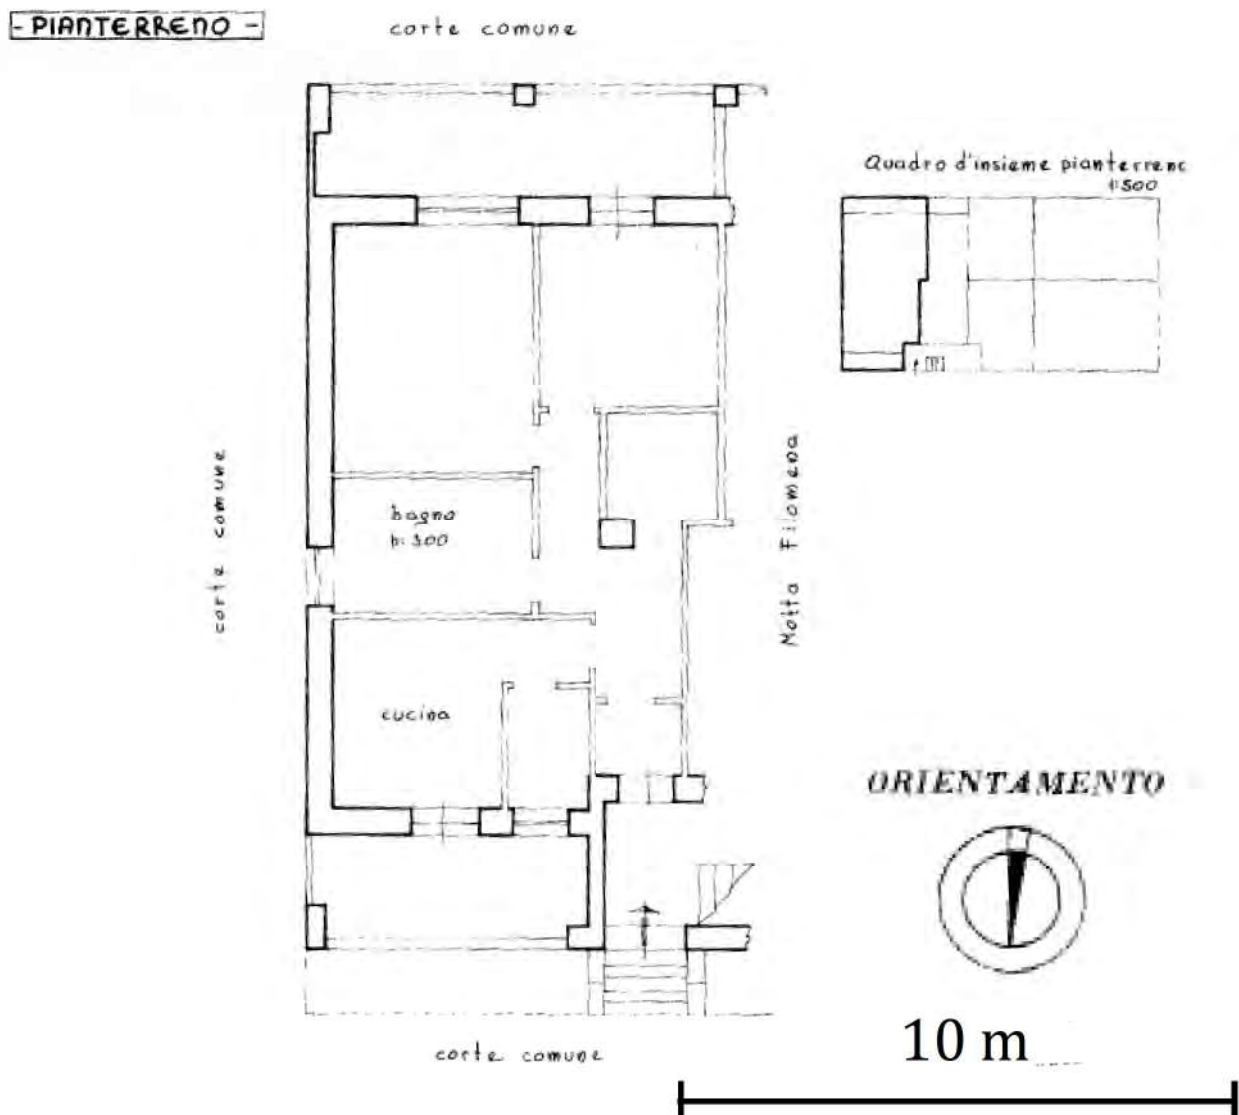 - PIANTERRENO -
corte comune
Quadro d'insieme pianterreno
1:500
corte comune
bagno
h: 300
Motta Filomena
cucina
ORIENTAMENTO
10 m
corte comune